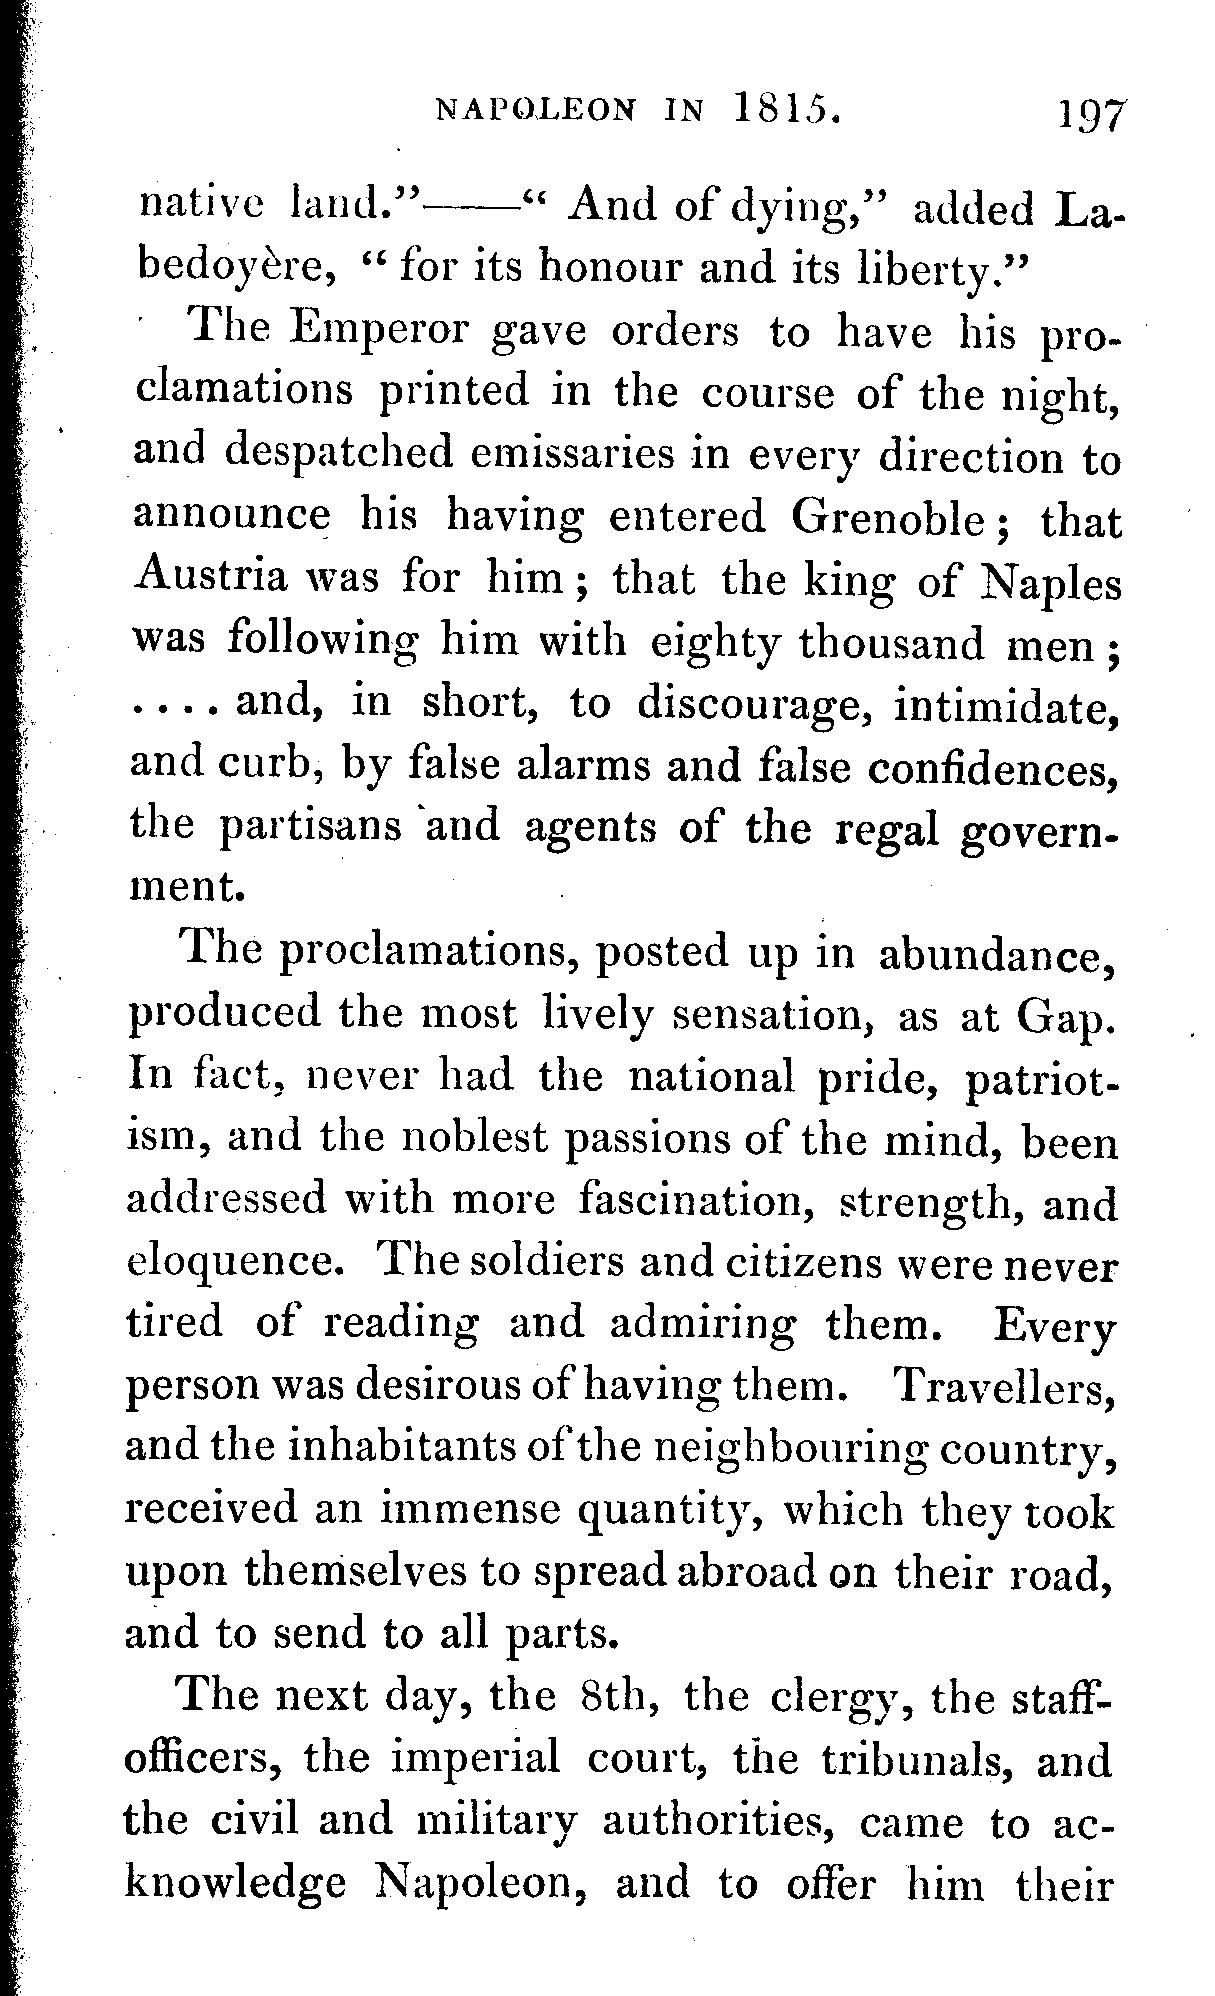 NAPOLEON IN 1815. 197
native land."——" And of dying," added La-
bedoyère, " for its honour and its liberty."
The Emperor gave orders to have his pro-
clamations printed in the course of the night,
and despatched emissaries in every direction to
announce his having entered Grenoble ; that
Austria was for him ; that the king of Naples
was following him with eighty thousand men ;
.... and, in short, to discourage, intimidate,
and curb, by false alarms and false confidences,
the partisans and agents of the regal govern-
ment.
The proclamations, posted up in abundance,
produced the most lively sensation, as at Gap.
In fact, never had the national pride, patriot-
ism, and the noblest passions of the mind, been
addressed with more fascination, strength, and
eloquence. The soldiers and citizens were never
tired of reading and admiring them. Every
person was desirous of having them. Travellers,
and the inhabitants of the neighbouring country,
received an immense quantity, which they took
upon themselves to spread abroad on their road,
and to send to all parts.
The next day, the 8th, the clergy, the staff-
officers, the imperial court, the tribunals, and
the civil and military authorities, came to ac-
knowledge Napoleon, and to offer him their